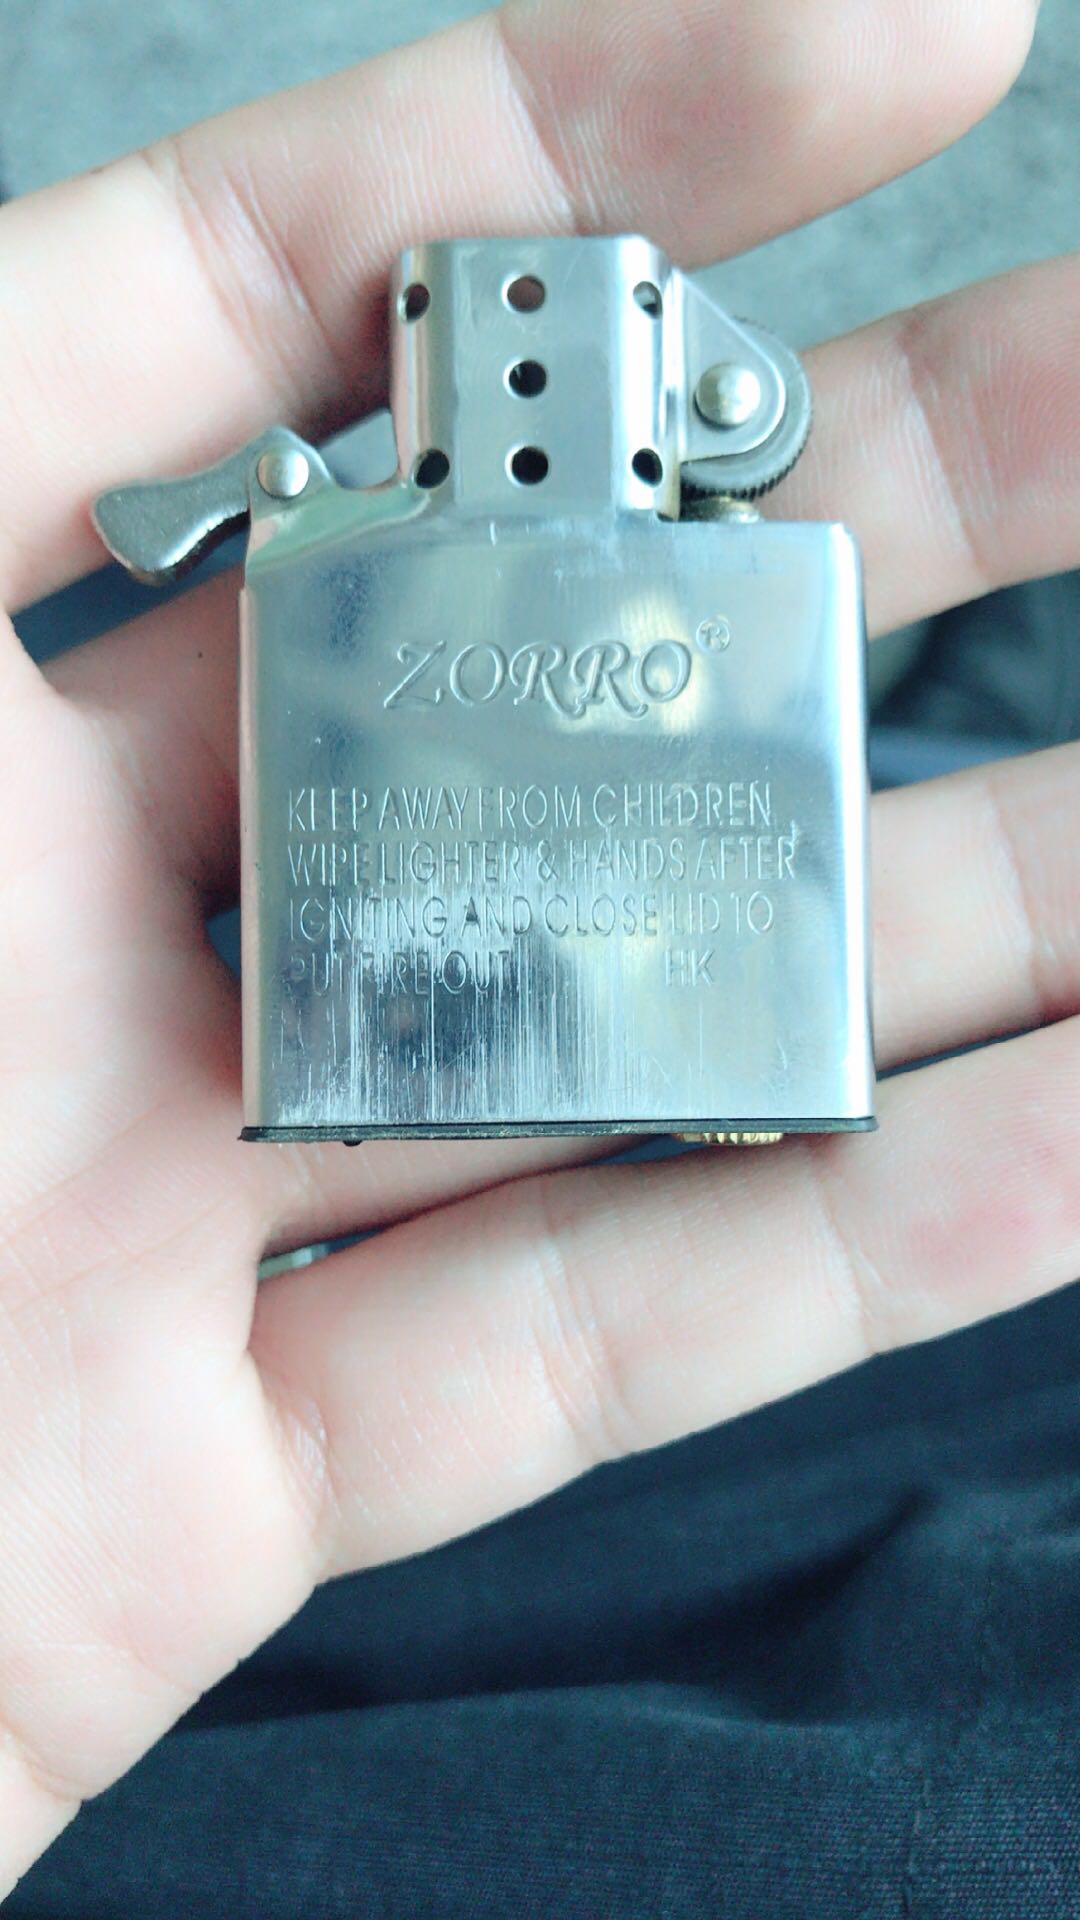 ZORRO®
KEEP AWAY FROM CHILDREN
WIPE LIGHTER & HANDS AFTER
IGNITING AND CLOSE LID TO
PUT FIRE OUT HK